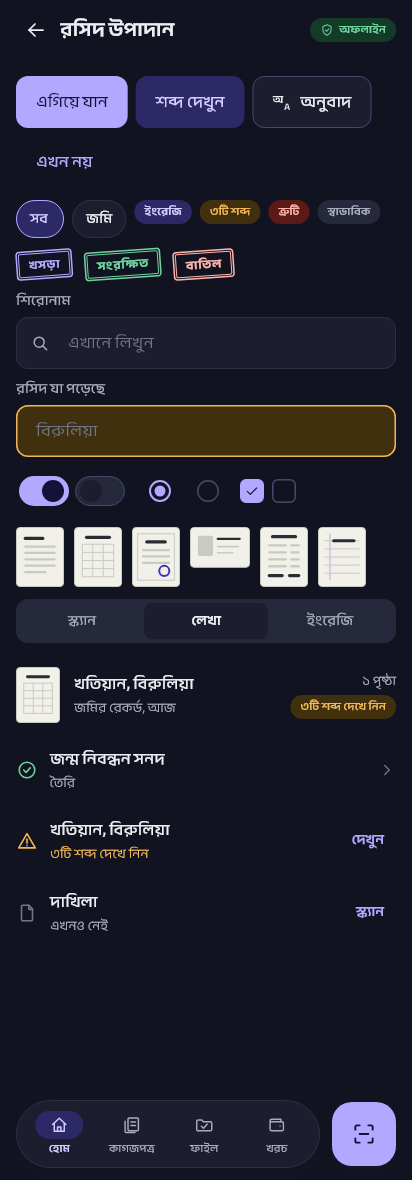 রসিদ উপাদান
অফলাইন
এগিয়ে যান
শব্দ দেখুন
অনুবাদ
এখন নয়
সব
জমি
ইংরেজি
৩টি শব্দ
ত্রুটি
স্বাভাবিক
খসড়া
সংরক্ষিত
বাতিল
শিরোনাম
এখানে লিখুন
রসিদ যা পড়েছে
বিরুলিয়া
স্ক্যান
লেখা
ইংরেজি
খতিয়ান, বিরুলিয়া
১ পৃষ্ঠা
জমির রেকর্ড, আজ
৩টি শব্দ দেখে নিন
জন্ম নিবন্ধন সনদ
তৈরি
খতিয়ান, বিরুলিয়া
৩টি শব্দ দেখে নিন
দেখুন
দাখিলা
এখনও নেই
স্ক্যান
হোম
কাগজপত্র
ফাইল
খরচ